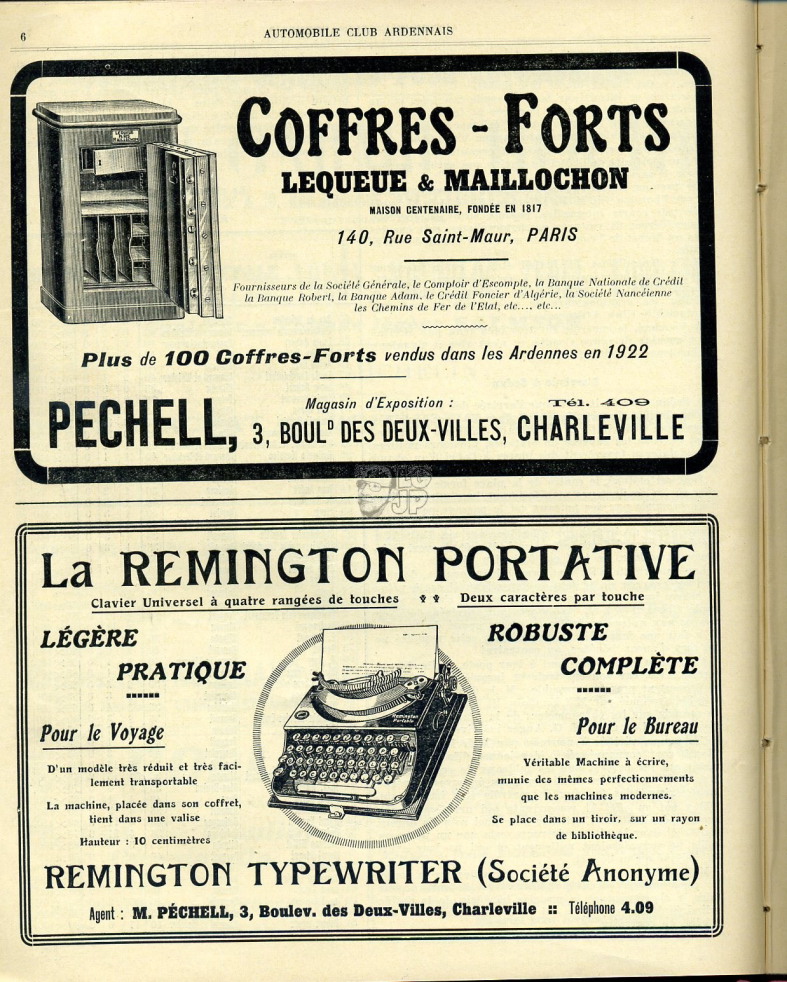 6
AUTOMOBILE CLUB ARDENNAIS
COFFRES - FORTS
LEQUEUE & MAILLOCHON
MAISON CENTENAIRE, FONDÉE EN 1817
140, Rue Saint-Maur, PARIS
Fournisseurs de la Société Générale, le Comptoir d'Escompte, la Banque Nationale de Crédit
la Banque Robert, la Banque Adam, le Crédit Foncier d'Algérie, la Société Nancéienne
les Chemins de Fer de l'Etat, etc..., etc...
Plus de 100 Coffres-Forts vendus dans les Ardennes en 1922
Magasin d'Exposition : Tél. 409
PECHELL, 3, BOULD DES DEUX-VILLES, CHARLEVILLE
LG
JP
La REMINGTON PORTATIVE
Clavier Universel à quatre rangées de touches Deux caractères par touche
LÉGÈRE
PRATIQUE
Pour le Voyage
D'un modèle très réduit et très faci-
lement transportable
La machine, placée dans son coffret,
tient dans une valise
Hauteur : 10 centimètres
Remington
Portable
ROBUSTE
COMPLÈTE
Pour le Bureau
Véritable Machine à écrire,
munie des mêmes perfectionnements
que les machines modernes.
Se place dans un tiroir, sur un rayon
de bibliothèque.
REMINGTON TYPEWRITER (Société Anonyme)
Agent : M. PÉCHELL, 3, Boulev. des Deux-Villes, Charleville :: Téléphone 4.09